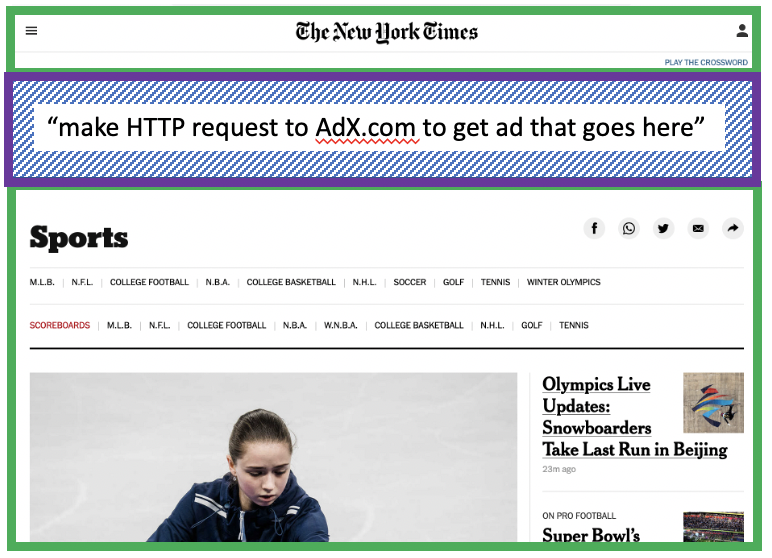 The New York Times
PLAY THE CROSSWORD
“make HTTP request to AdX.com to get ad that goes here”
Sports
M.L.B. N.F.L. COLLEGE FOOTBALL N.B.A. COLLEGE BASKETBALL N.H.L. SOCCER GOLF TENNIS WINTER OLYMPICS
SCOREBOARDS M.L.B. N.F.L. COLLEGE FOOTBALL N.B.A. W.N.B.A. COLLEGE BASKETBALL N.H.L. GOLF TENNIS
Olympics Live
Updates:
Snowboarders
Take Last Run in Beijing
23m ago
ON PRO FOOTBALL
Super Bowl’s